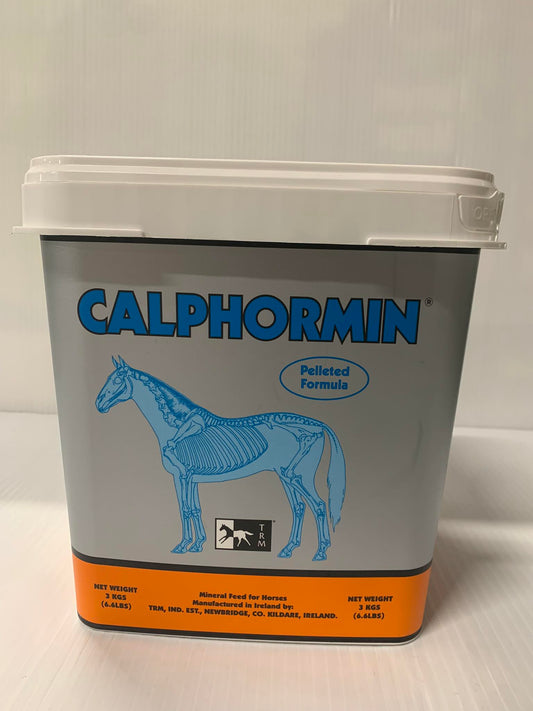 CALPHORMIN®
Pelleted
Formula
TRM
NET WEIGHT
3 KGS
(6.6LBS)
Mineral Feed for Horses
Manufactured in Ireland by:
TRM, IND. EST., NEWBRIDGE, CO. KILDARE, IRELAND.
NET WEIGHT
3 KGS
(6.6LBS)